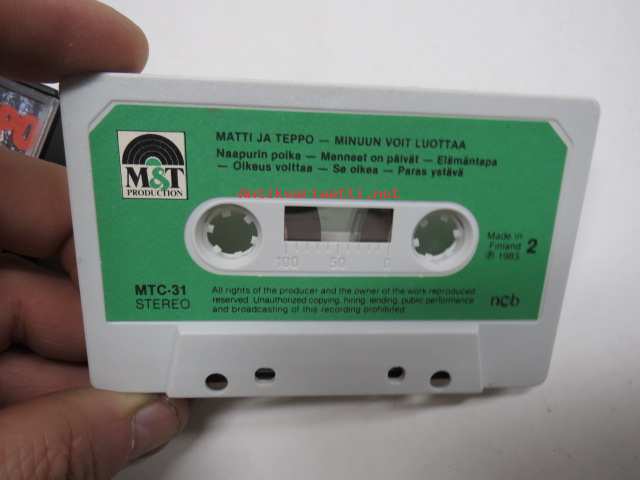 MATTI JA TEPPO — MINUUN VOIT LUOTTAA
Naapurin poika — Menneet on päivät — Elämäntapa
— Oikeus voittaa — Se oikea — Paras ystävä
M&T
PRODUCTION
antikvariaatti.net
100 50 0
Made in
Finland
℗ 1983
2
MTC-31
STEREO
All rights of the producer and the owner of the work reproduced
reserved. Unauthorized copying, hiring, lending, public performance
and broadcasting of this recording prohibited.
ncb